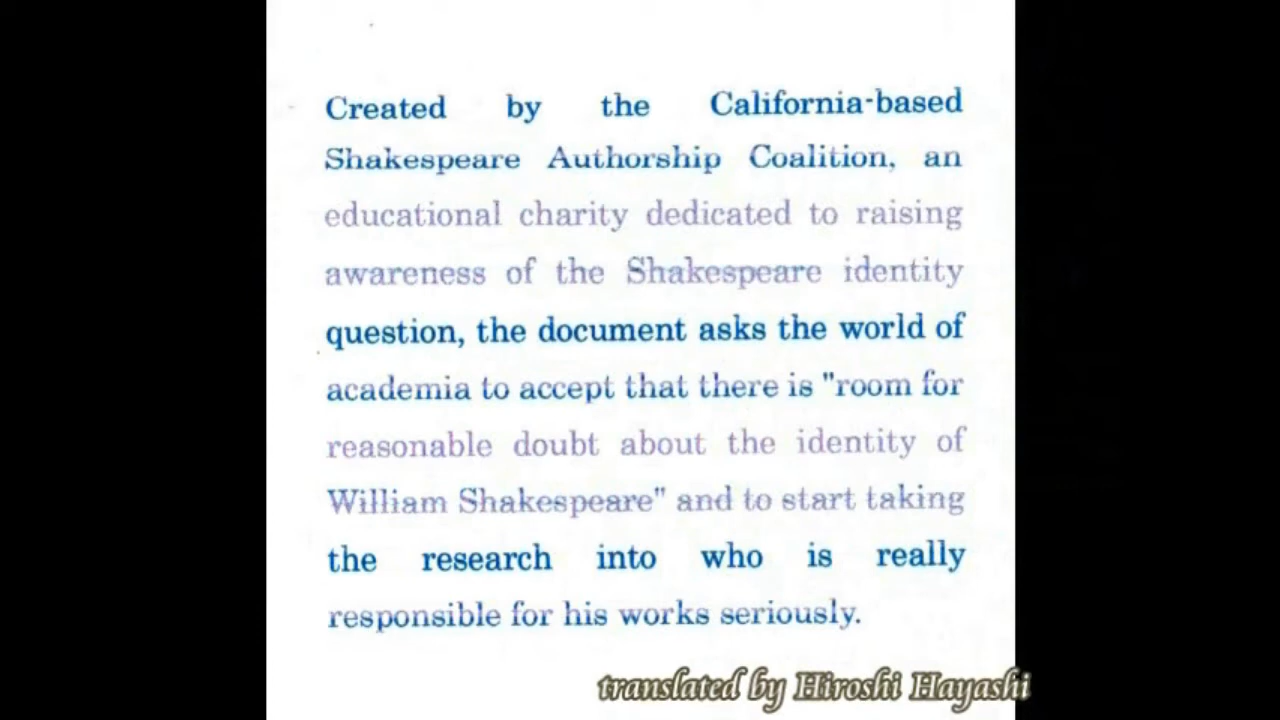 Created by the California-based
Shakespeare Authorship Coalition, an
educational charity dedicated to raising
awareness of the Shakespeare identity
question, the document asks the world of
academia to accept that there is "room for
reasonable doubt about the identity of
William Shakespeare" and to start taking
the research into who is really
responsible for his works seriously.
translated by Hiroshi Hayashi